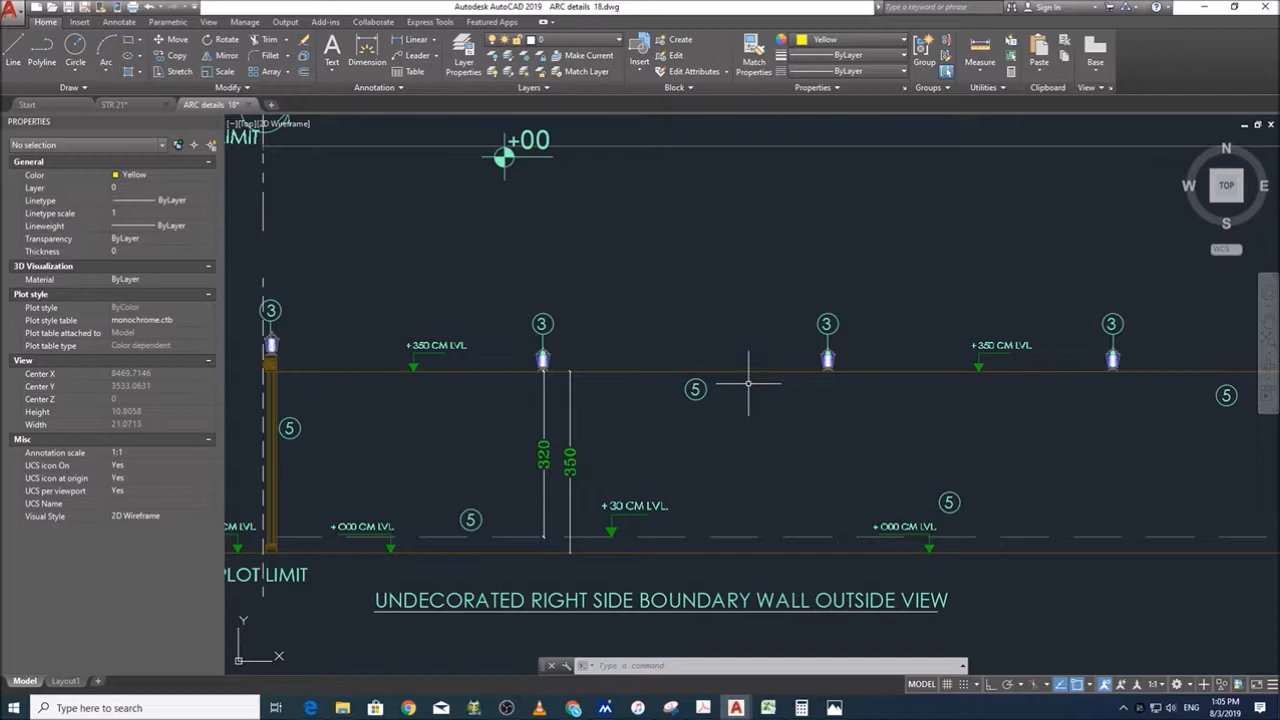 Autodesk AutoCAD 2019 ARC details 18.dwg
Type a keyword or phrase
Sign In
Home Insert Annotate Parametric View Manage Output Add-ins Collaborate Express Tools Featured Apps
Line Polyline Circle Arc
Move Rotate Trim
Copy Mirror Fillet
Stretch Scale Array
Text Dimension
Linear
Leader
Table
Layer Properties
0
Make Current
Match Layer
Insert
Create
Edit
Edit Attributes
Match Properties
Yellow
ByLayer
ByLayer
Group
Measure
Paste
Base
Draw Modify Annotation Layers Block Properties Groups Utilities Clipboard View
Start STR 21* ARC details 18*
PROPERTIES
No selection
General
Color Yellow
Layer 0
Linetype ByLayer
Linetype scale 1
Lineweight ByLayer
Transparency ByLayer
Thickness 0
3D Visualization
Material ByLayer
Plot style
Plot style ByColor
Plot style table monochrome.ctb
Plot table attached to Model
Plot table type Color dependent
View
Center X 8469.7146
Center Y 3533.0631
Center Z 0
Height 10.8058
Width 21.0713
Misc
Annotation scale 1:1
UCS icon On Yes
UCS icon at origin Yes
UCS per viewport Yes
UCS Name
Visual Style 2D Wireframe
[−][Top][2D Wireframe]
IMIT
+00
N
W TOP E
S
WCS
3 3 3 3
+350 CM LVL. +350 CM LVL.
5 5
5
320 350
+ 30 CM LVL.
5 5
CM LVL. + 000 CM LVL. + 000 CM LVL.
PLOT LIMIT
UNDECORATED RIGHT SIDE BOUNDARY WALL OUTSIDE VIEW
Y
X
Type a command
Model Layout1 +
MODEL 1:1
Type here to search
ENG
1:05 PM
8/3/2019